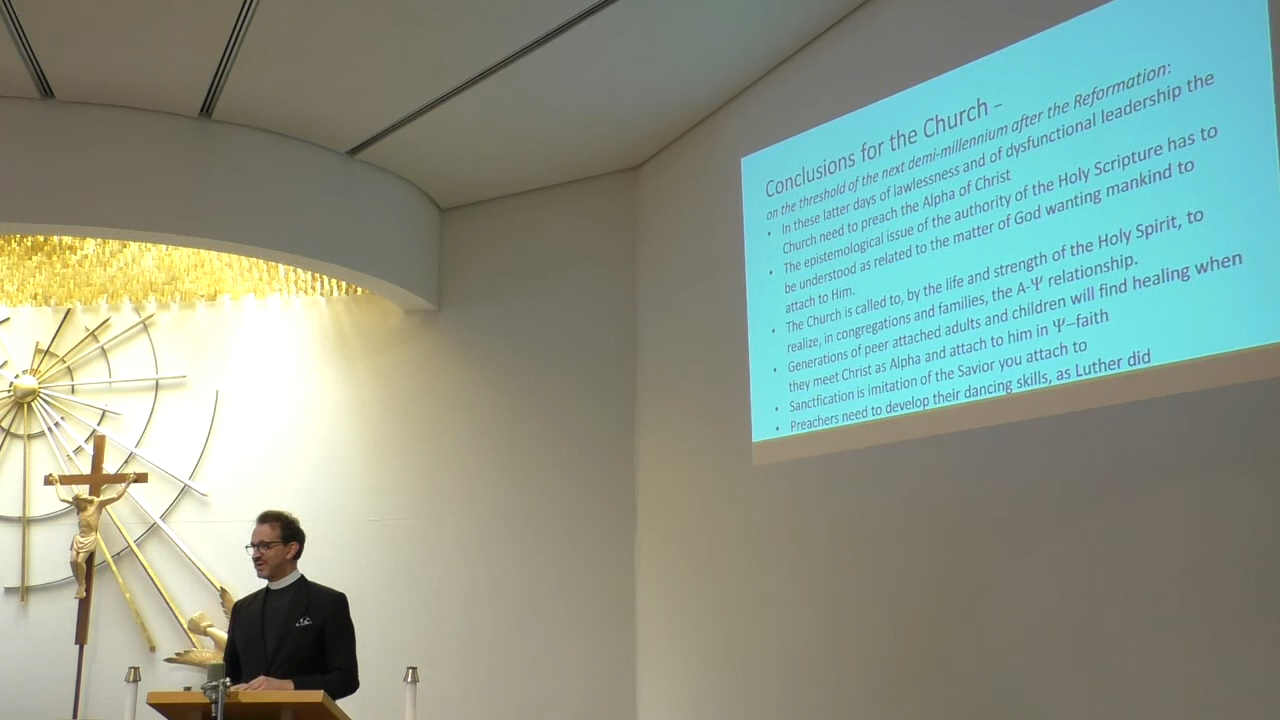 Conclusions for the Church –
on the threshold of the next demi-millennium after the Reformation:
• In these latter days of lawlessness and of dysfunctional leadership the
Church need to preach the Alpha of Christ
• The epistemological issue of the authority of the Holy Scripture has to
be understood as related to the matter of God wanting mankind to
attach to Him.
• The Church is called to, by the life and strength of the Holy Spirit, to
realize, in congregations and families, the A-Ψ relationship.
• Generations of peer attached adults and children will find healing when
they meet Christ as Alpha and attach to him in Ψ–faith
• Sanctfication is imitation of the Savior you attach to
• Preachers need to develop their dancing skills, as Luther did